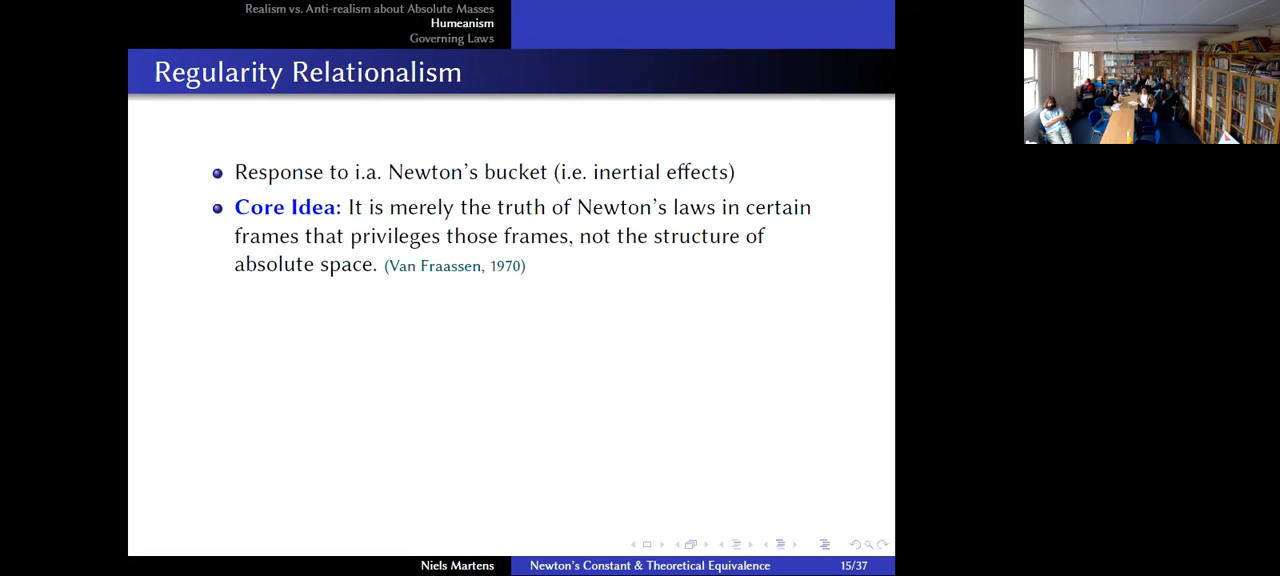 Realism vs. Anti-realism about Absolute Masses
Humeanism
Governing Laws
Regularity Relationalism
Response to i.a. Newton's bucket (i.e. inertial effects)
Core Idea: It is merely the truth of Newton's laws in certain
frames that privileges those frames, not the structure of
absolute space. (Van Fraassen, 1970)
Niels Martens
Newton's Constant & Theoretical Equivalence
15/37